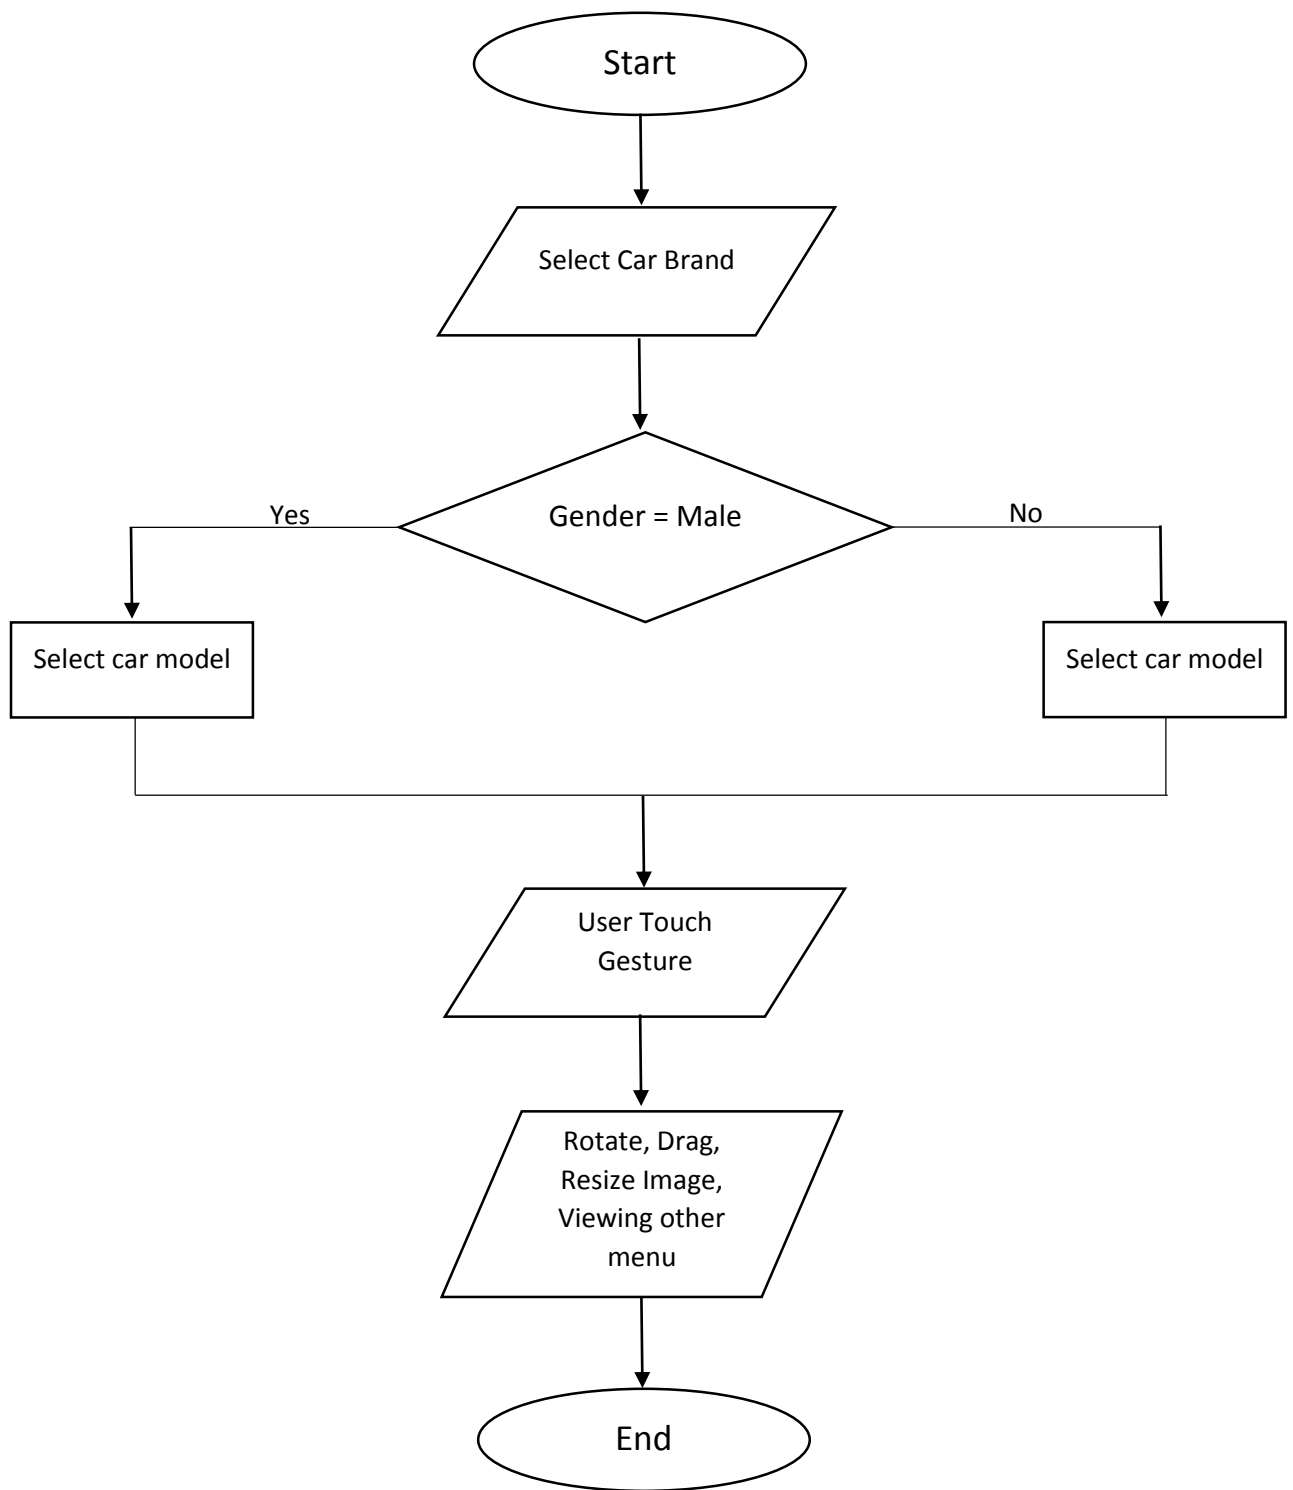 Start
Select Car Brand
Gender = Male
Yes
No
Select car model
Select car model
User Touch
Gesture
Rotate, Drag,
Resize Image,
Viewing other
menu
End